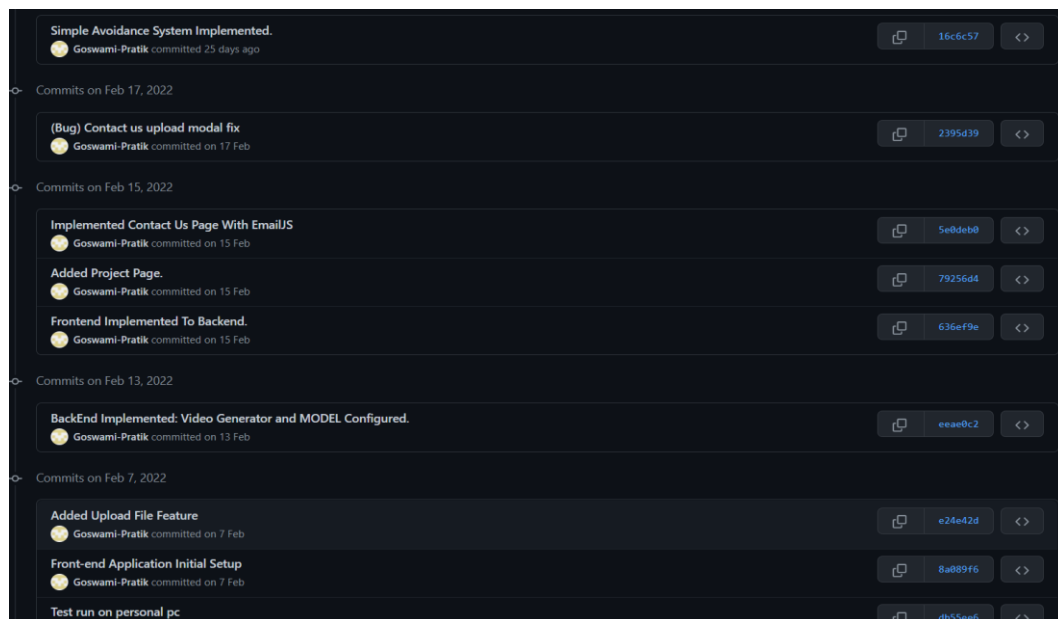 Simple Avoidance System Implemented.
Goswami-Pratik committed 25 days ago
16c6c57
Commits on Feb 17, 2022
(Bug) Contact us upload modal fix
Goswami-Pratik committed on 17 Feb
2395d39
Commits on Feb 15, 2022
Implemented Contact Us Page With EmailJS
Goswami-Pratik committed on 15 Feb
5e0deb0
Added Project Page.
Goswami-Pratik committed on 15 Feb
79256d4
Frontend Implemented To Backend.
Goswami-Pratik committed on 15 Feb
636ef9e
Commits on Feb 13, 2022
BackEnd Implemented: Video Generator and MODEL Configured.
Goswami-Pratik committed on 13 Feb
eeae0c2
Commits on Feb 7, 2022
Added Upload File Feature
Goswami-Pratik committed on 7 Feb
e24e42d
Front-end Application Initial Setup
Goswami-Pratik committed on 7 Feb
8a089f6
Test run on personal pc
db55ee6